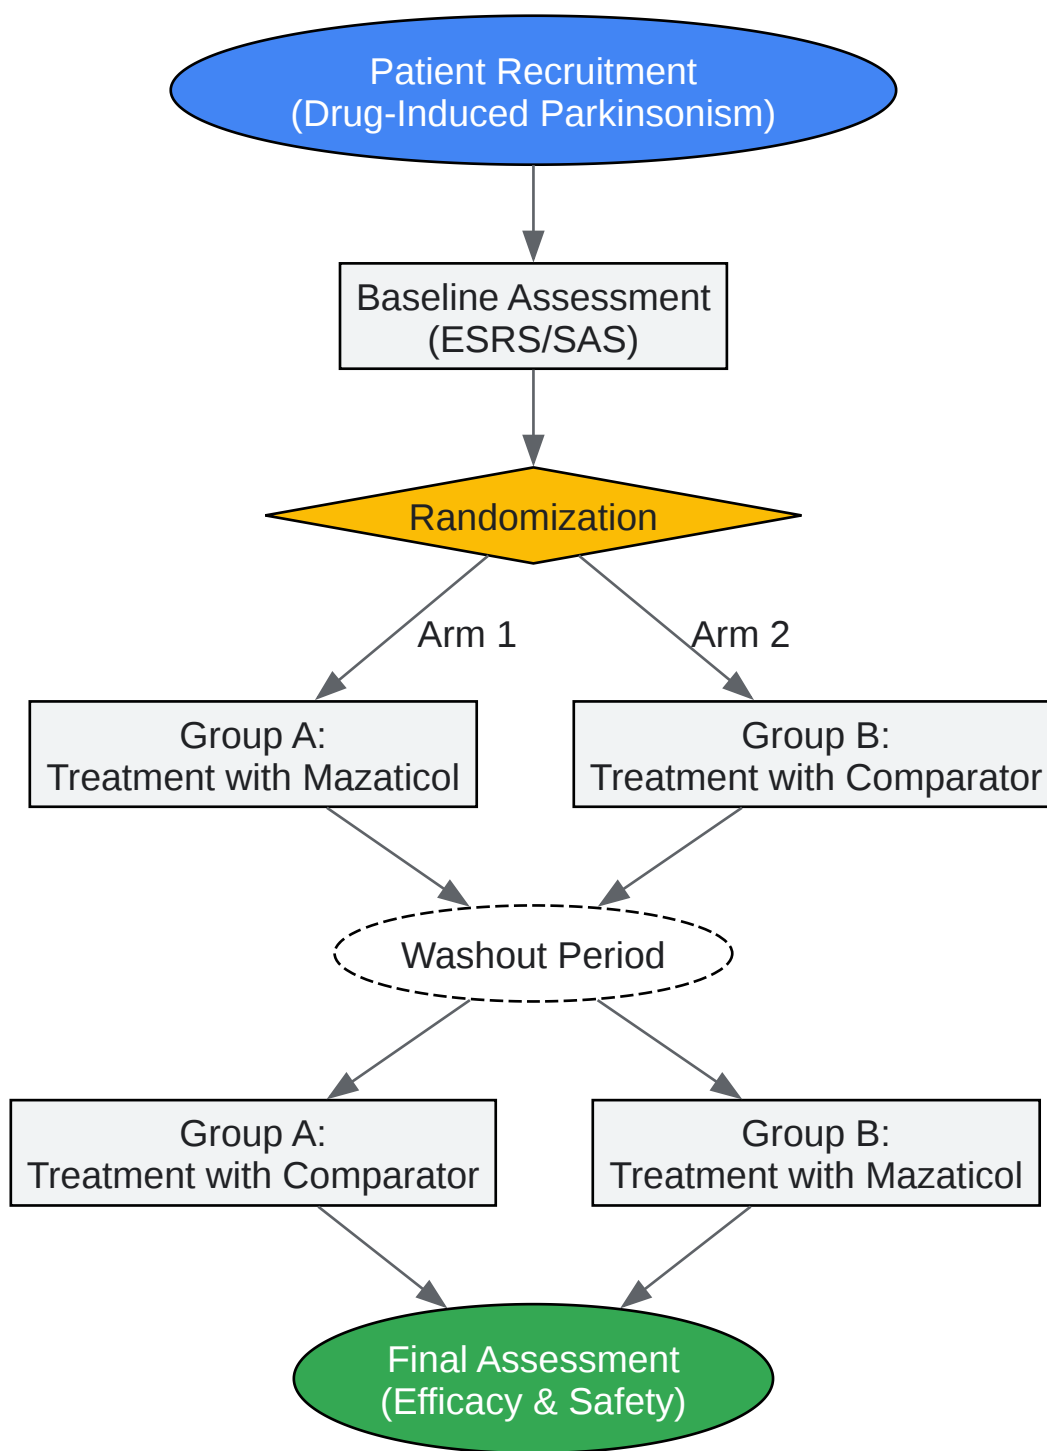 Patient Recruitment
(Drug-Induced Parkinsonism)
Baseline Assessment
(ESRS/SAS)
Randomization
Arm 1
Arm 2
Group A:
Treatment with Mazaticol
Group B:
Treatment with Comparator
Washout Period
Group A:
Treatment with Comparator
Group B:
Treatment with Mazaticol
Final Assessment
(Efficacy & Safety)